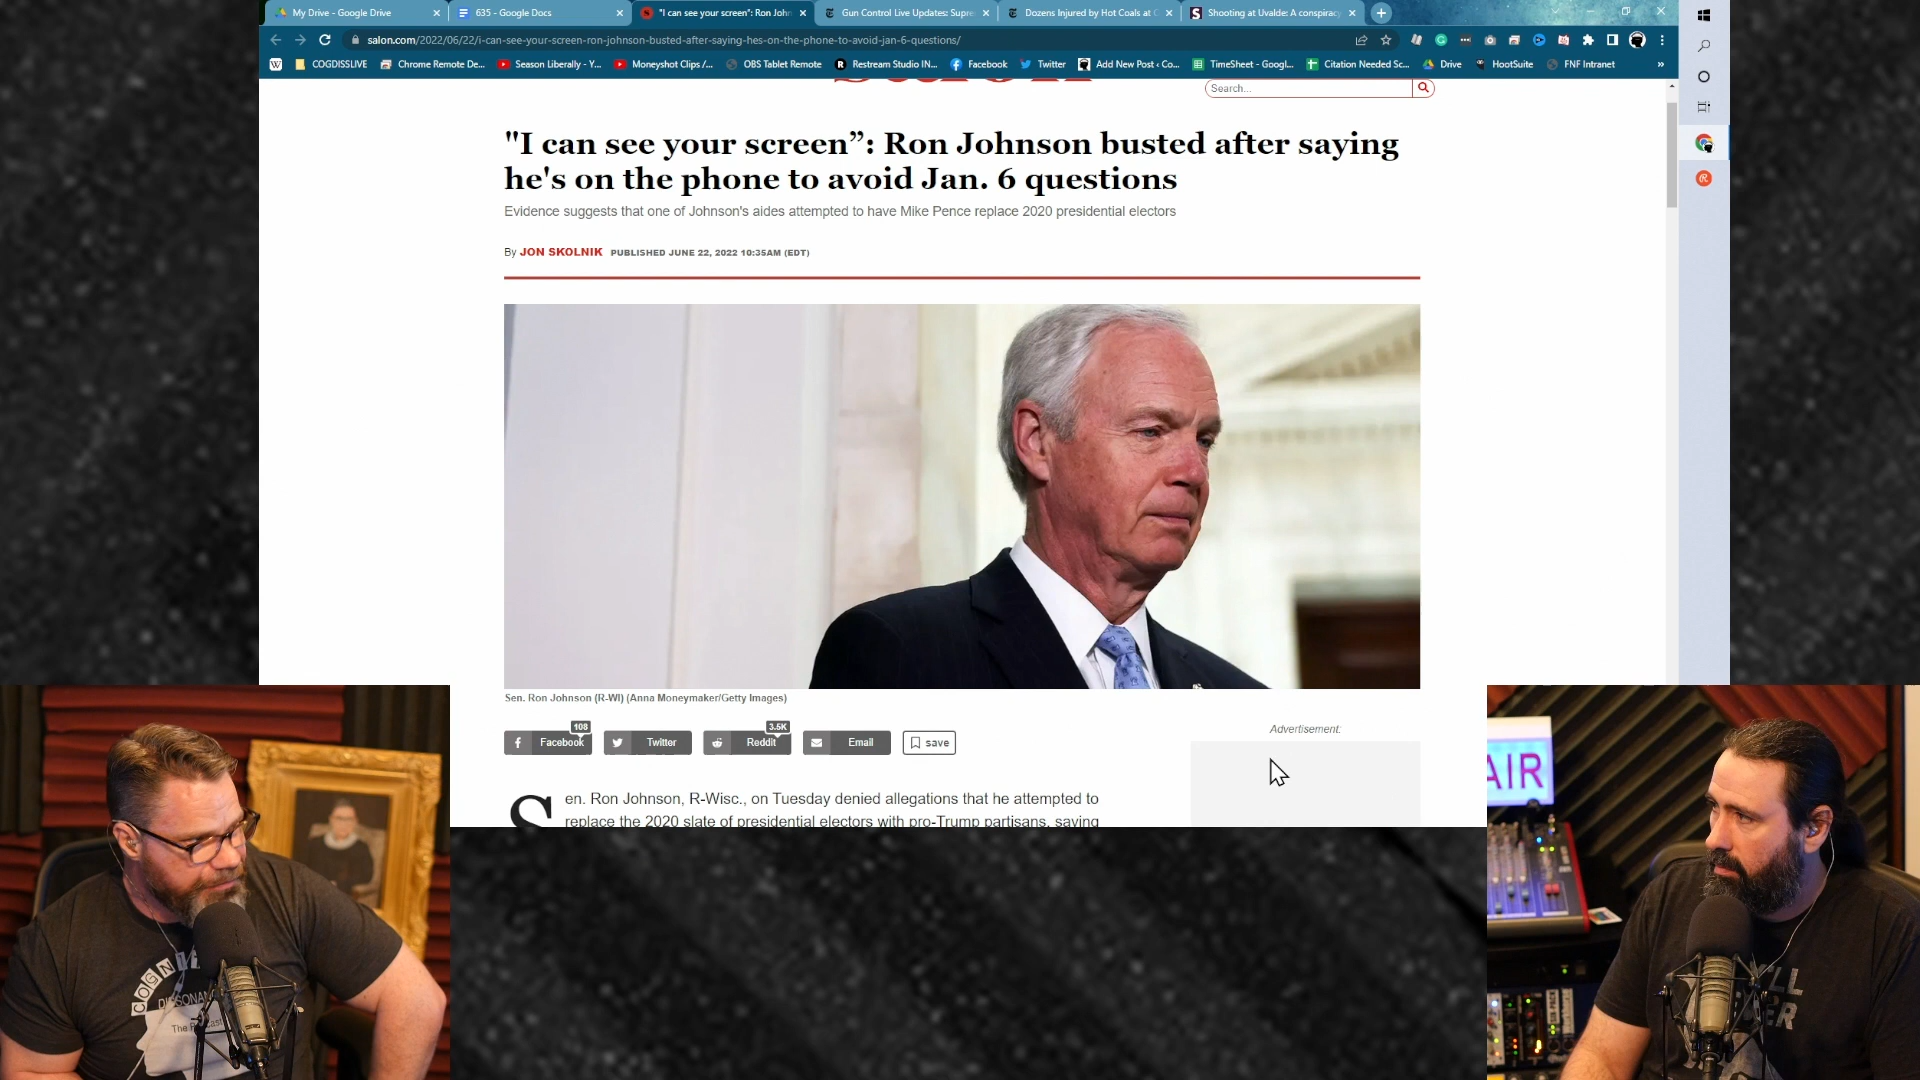 My Drive - Google Drive
635 - Google Docs
"I can see your screen": Ron John
Gun Control Live Updates: Supre
Dozens Injured by Hot Coals at C
Shooting at Uvalde: A conspiracy
salon.com/2022/06/22/i-can-see-your-screen-ron-johnson-busted-after-saying-hes-on-the-phone-to-avoid-jan-6-questions/
COGDISSLIVE
Chrome Remote De...
Season Liberally - Y...
Moneyshot Clips /...
OBS Tablet Remote
Restream Studio IN...
Facebook
Twitter
Add New Post ‹ Co...
TimeSheet - Googl...
Citation Needed Sc...
Drive
HootSuite
FNF Intranet
»
Search...
"I can see your screen”: Ron Johnson busted after saying
he's on the phone to avoid Jan. 6 questions
Evidence suggests that one of Johnson's aides attempted to have Mike Pence replace 2020 presidential electors
By JON SKOLNIK PUBLISHED JUNE 22, 2022 10:35AM (EDT)
Sen. Ron Johnson (R-WI) (Anna Moneymaker/Getty Images)
108
3.5K
Facebook
Twitter
Reddit
Email
save
Advertisement:
Sen. Ron Johnson, R-Wisc., on Tuesday denied allegations that he attempted to
replace the 2020 slate of presidential electors with pro-Trump partisans, saying
AIR
COGN
DISSONAN
The P